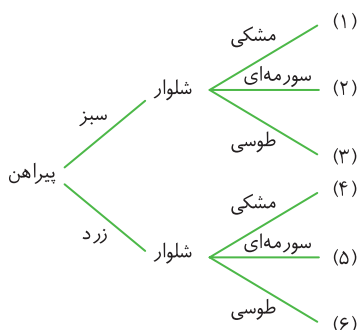 مشکی (۱)
شلوار سورمه‌ای (۲)
سبز
طوسی (۳)
پیراهن
مشکی (۴)
زرد
شلوار سورمه‌ای (۵)
طوسی (۶)